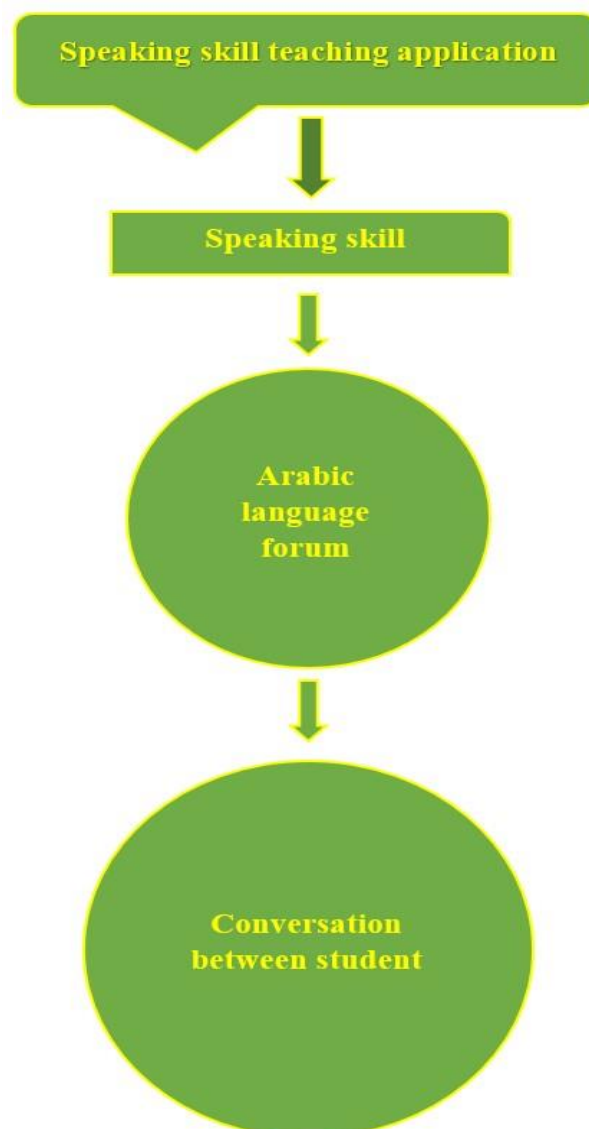 Speaking skill teaching application
Speaking skill
Arabic
language
forum
Conversation
between student